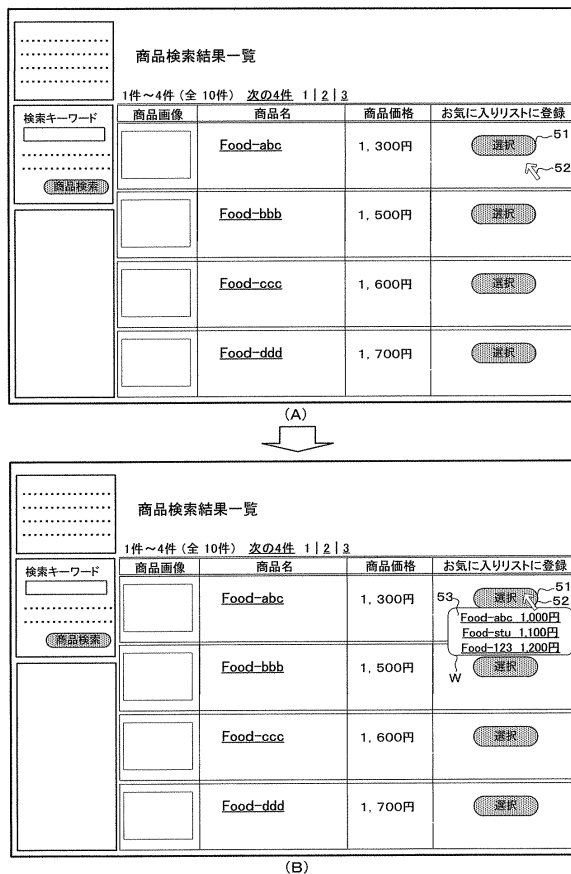 商品検索結果一覧
1件～4件 (全 10件) 次の4件 1 | 2 | 3
検索キーワード
商品検索
商品画像 商品名 商品価格 お気に入りリストに登録
Food-abc 1, 300円 選択 51
52
Food-bbb 1, 500円 選択
Food-ccc 1, 600円 選択
Food-ddd 1, 700円 選択
(A)
商品検索結果一覧
1件～4件 (全 10件) 次の4件 1 | 2 | 3
検索キーワード
商品検索
商品画像 商品名 商品価格 お気に入りリストに登録
Food-abc 1, 300円 53 選択 51
52
Food-abc 1,000円
Food-stu 1,100円
Food-123 1,200円
Food-bbb 1, 500円 W 選択
Food-ccc 1, 600円 選択
Food-ddd 1, 700円 選択
(B)